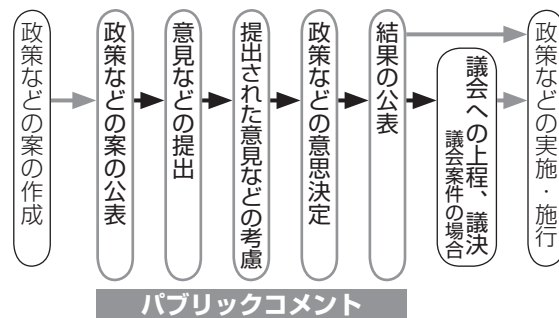 政策などの案の作成
政策などの案の公表
意見などの提出
提出された意見などの考慮
政策などの意思決定
結果の公表
議会への上程、議決
議会案件の場合
政策などの実施・施行
パブリックコメント